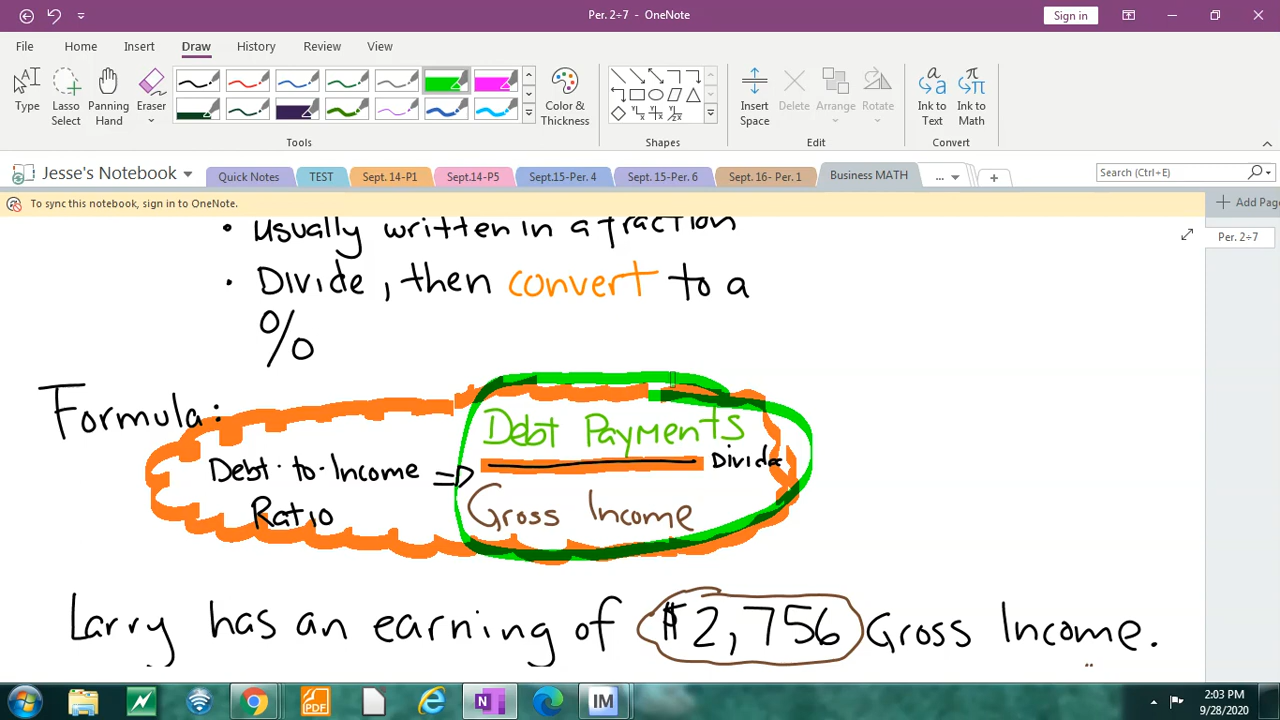 Per. 2÷7 - OneNote
Sign in
File Home Insert Draw History Review View
Type
Lasso Select
Panning Hand
Eraser
Color & Thickness
Insert Space
Delete
Arrange
Rotate
Ink to Text
Ink to Math
Tools
Shapes
Edit
Convert
Jesse's Notebook
Quick Notes
TEST
Sept. 14-P1
Sept.14-P5
Sept.15-Per. 4
Sept. 15-Per. 6
Sept. 16- Per. 1
Business MATH
...
Search (Ctrl+E)
To sync this notebook, sign in to OneNote.
Add Pag
Per. 2÷7
• Usually written in a fraction
• Divide, then convert to a
%
Formula:
Debt Payments
Debt-to-Income => Divide
Ratio
Gross Income
Larry has an earning of $2,756 Gross Income.
PDF
IM
2:03 PM
9/28/2020